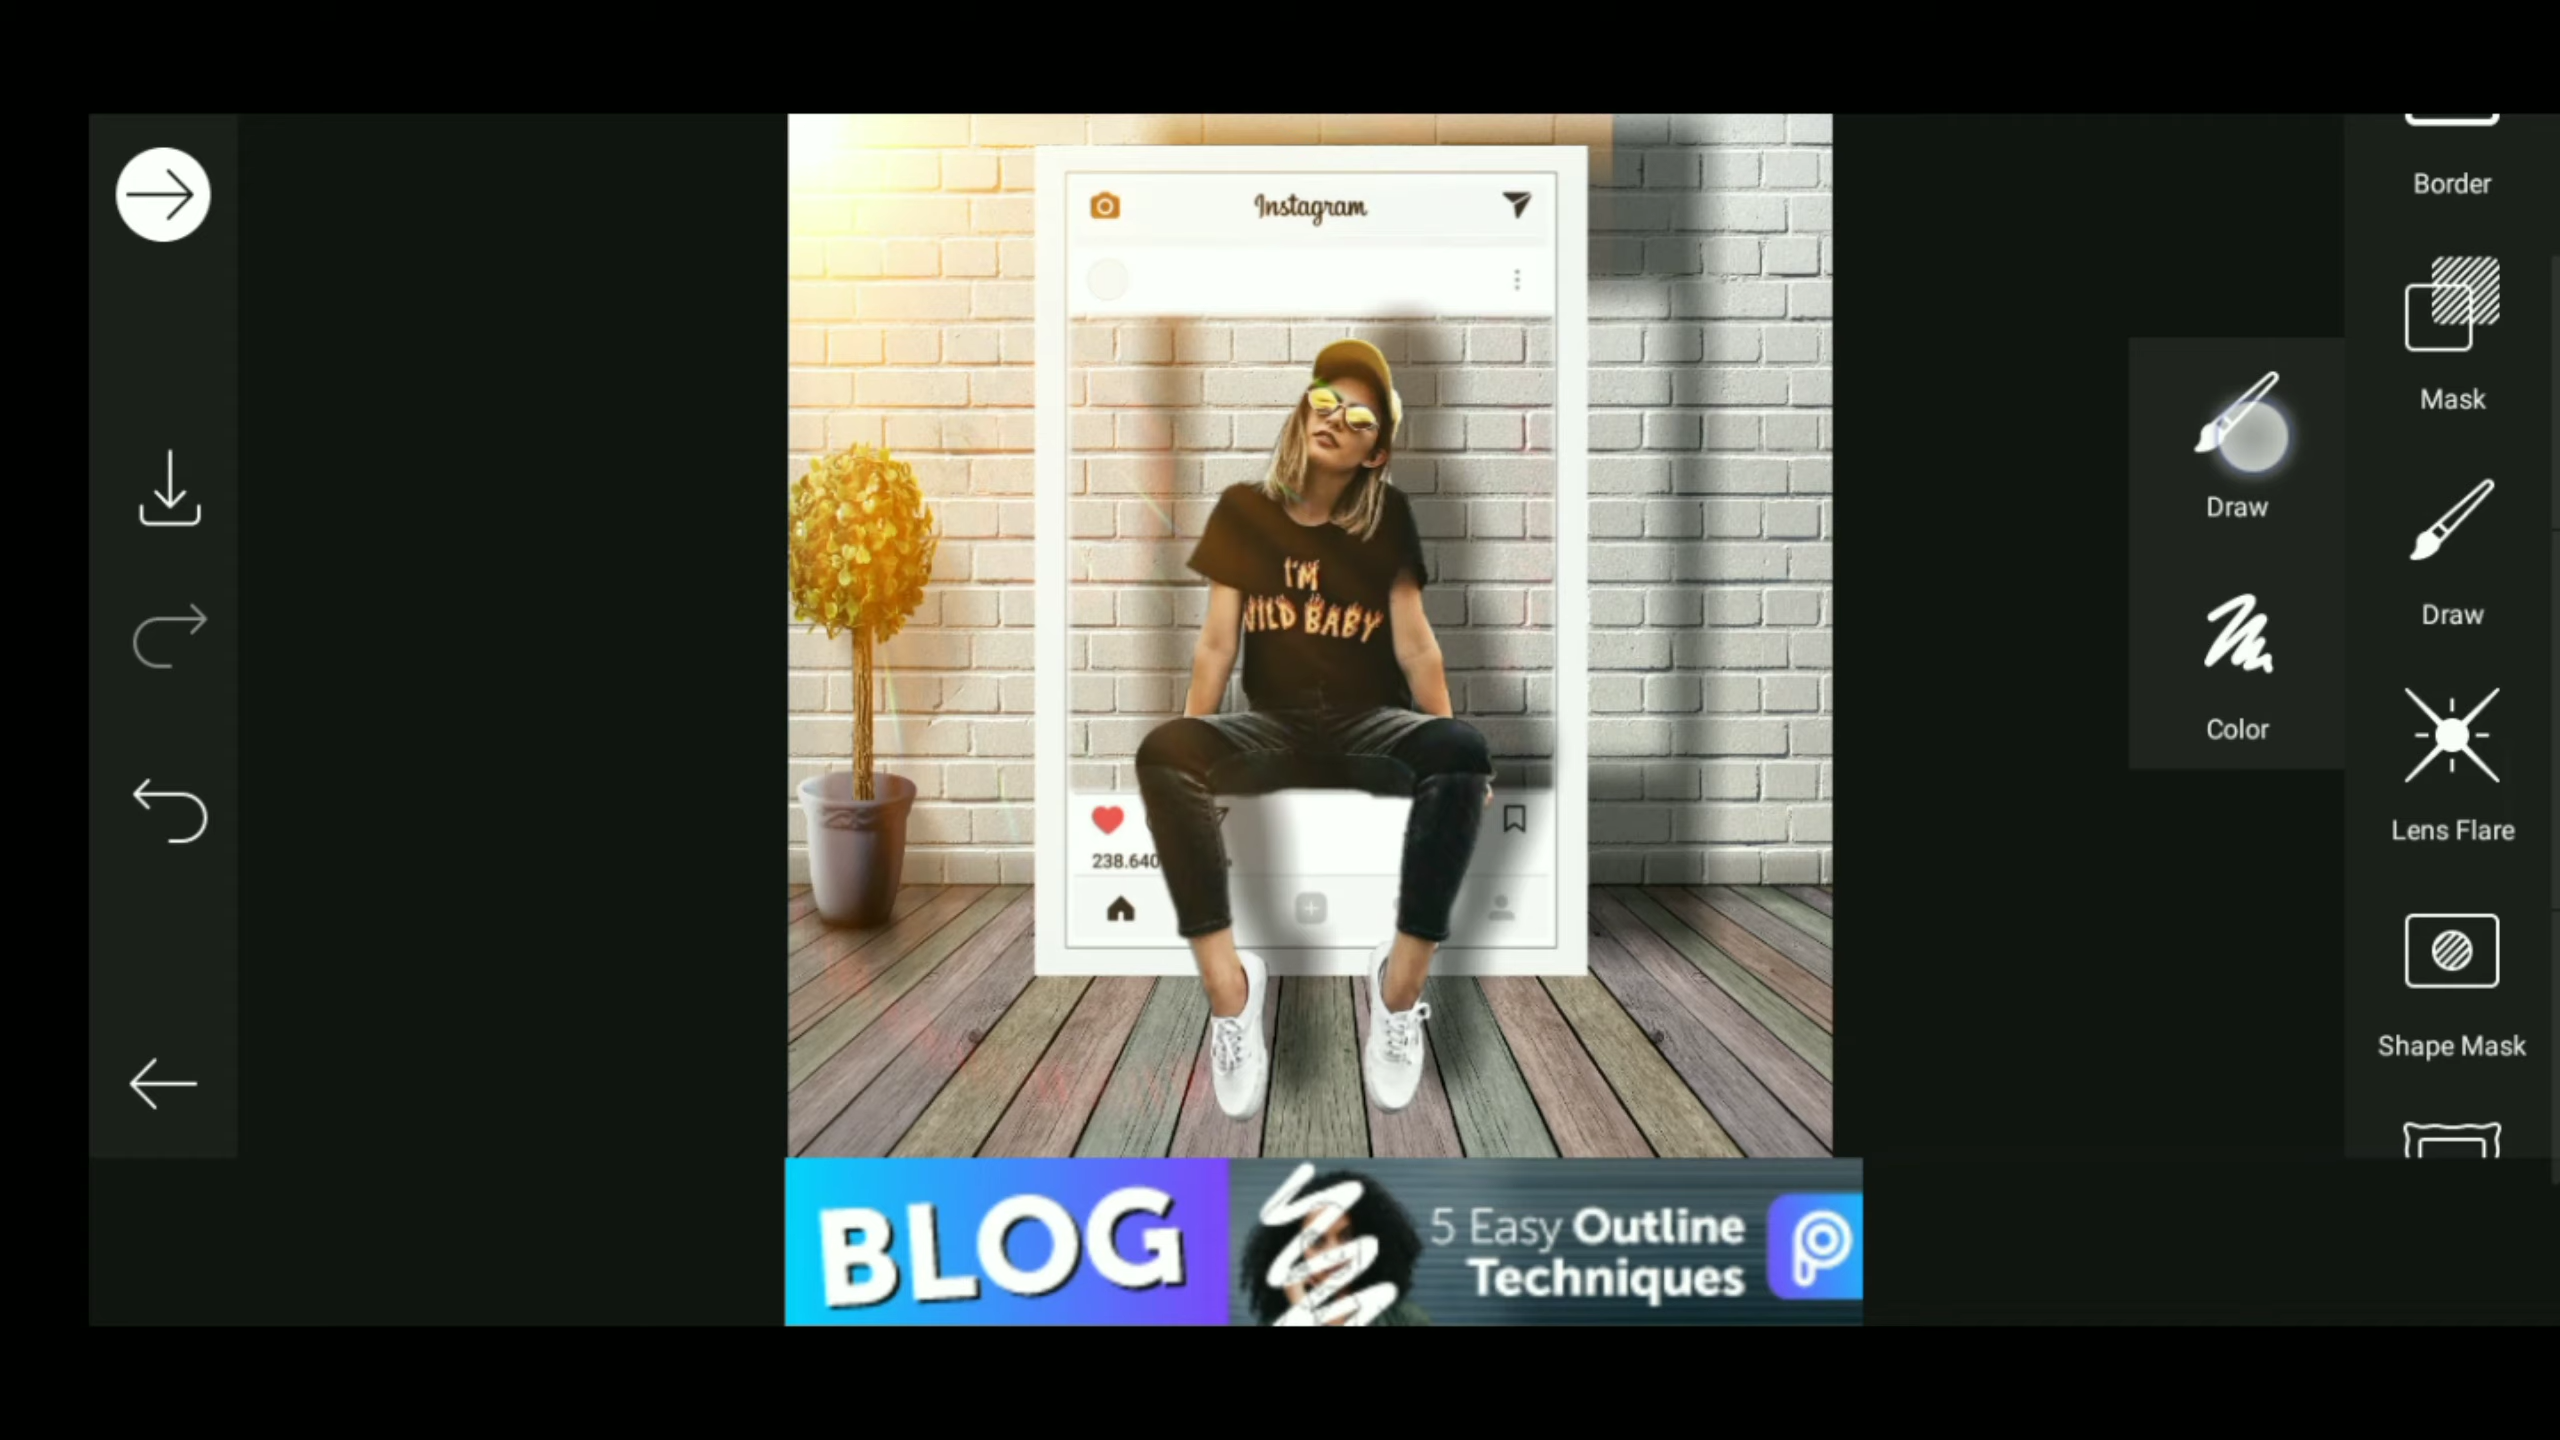 Border
Mask
Draw
Lens Flare
Shape Mask
Draw
Color
Instagram
I'M
WILD BABY
238.640
BLOG
5 Easy Outline
Techniques